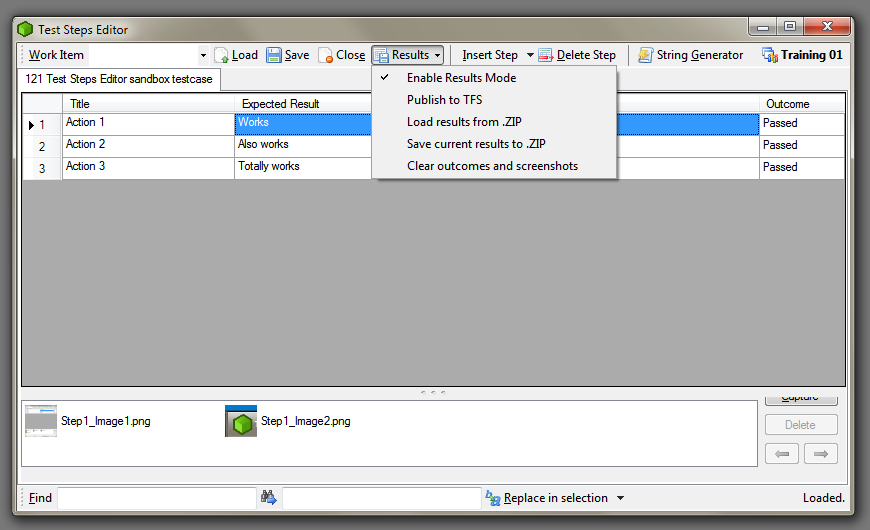 Test Steps Editor
Work Item Load Save Close Results Insert Step Delete Step String Generator Training 01
121 Test Steps Editor sandbox testcase
Enable Results Mode
Publish to TFS
Load results from .ZIP
Save current results to .ZIP
Clear outcomes and screenshots
Title Expected Result Outcome
1 Action 1 Works Passed
2 Action 2 Also works Passed
3 Action 3 Totally works Passed
Step1_Image1.png Step1_Image2.png
Capture
Delete
Find Replace in selection Loaded.